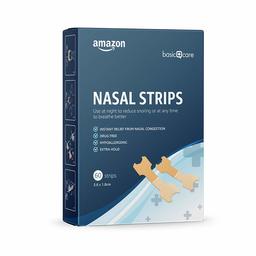 amazon
basic care
NASAL STRIPS
Use at night to reduce snoring or at any time
to breathe better
INSTANT RELIEF FROM NASAL CONGESTION
DRUG FREE
HYPOALLERGENIC
EXTRA HOLD
60 strips